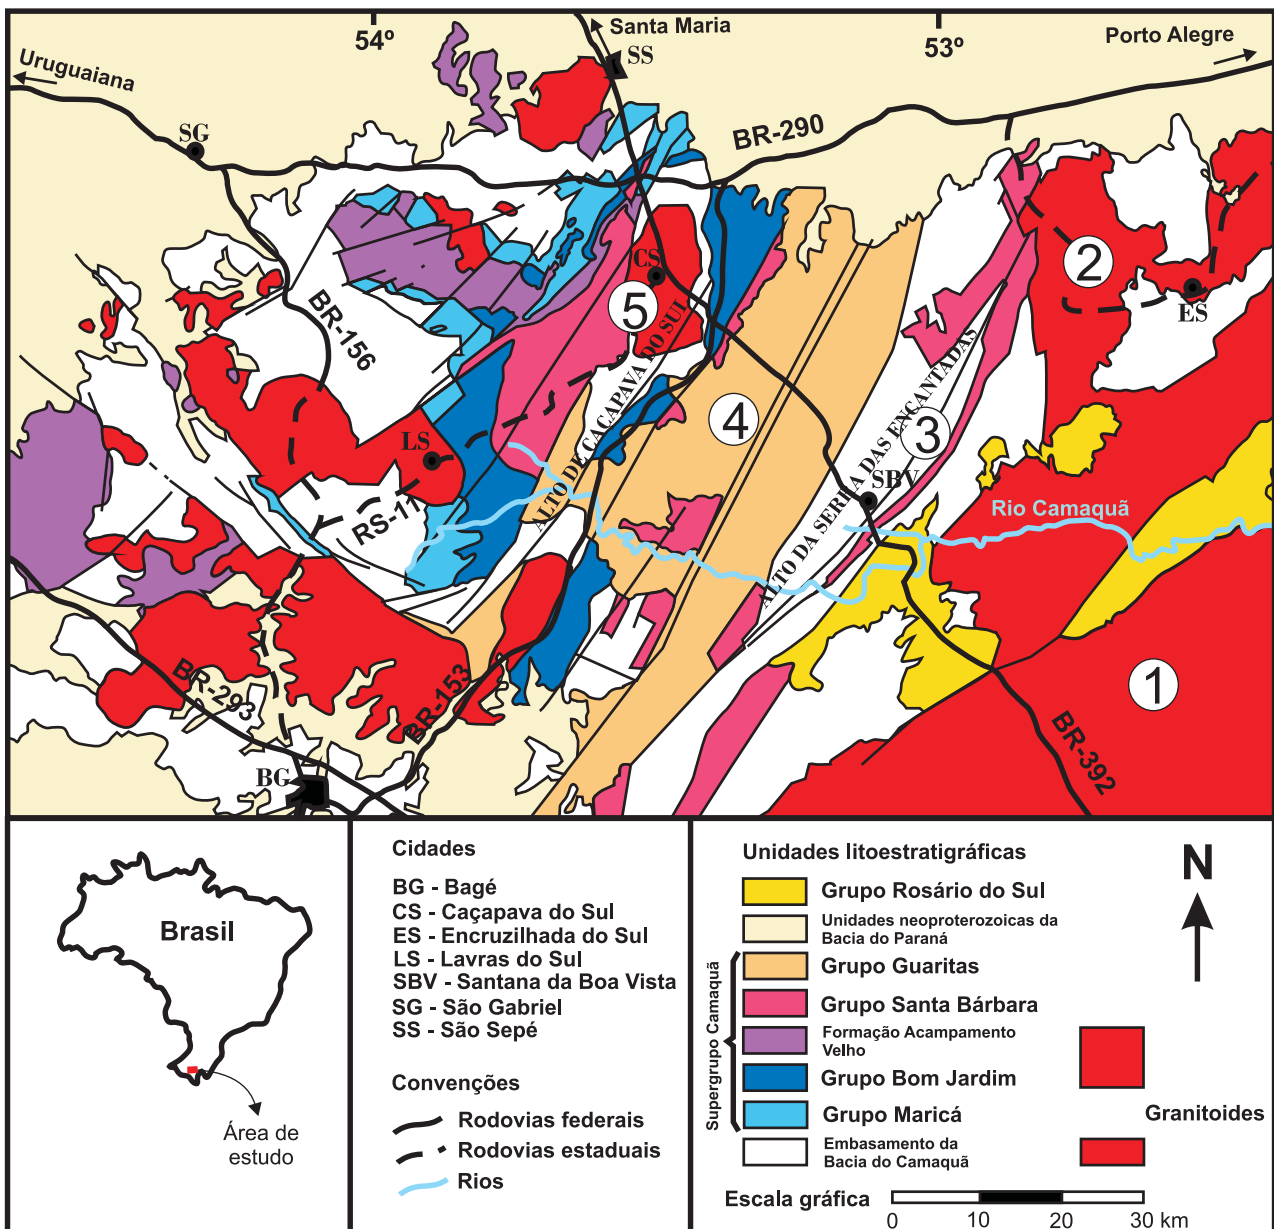 54º
Santa Maria
53º
Porto Alegre
Uruguaiana
SS
SG
BR-290
2
CS
5
ES
BR-156
ALTO DE CAÇAPAVA DO SUL
4
ALTO DA SERRA DAS ENCANTADAS
3
LS
SBV
RS-11
Rio Camaquã
1
BR-293
BR-153
BR-392
BG
Brasil
Área de
estudo
Cidades
BG - Bagé
CS - Caçapava do Sul
ES - Encruzilhada do Sul
LS - Lavras do Sul
SBV - Santana da Boa Vista
SG - São Gabriel
SS - São Sepé
Convenções
Rodovias federais
Rodovias estaduais
Rios
Unidades litoestratigráficas
Grupo Rosário do Sul
Unidades neoproterozoicas da
Bacia do Paraná
Supergrupo Camaquã
Grupo Guaritas
Grupo Santa Bárbara
Formação Acampamento
Velho
Grupo Bom Jardim
Grupo Maricá
Embasamento da
Bacia do Camaquã
Granitoides
N
Escala gráfica
0 10 20 30 km